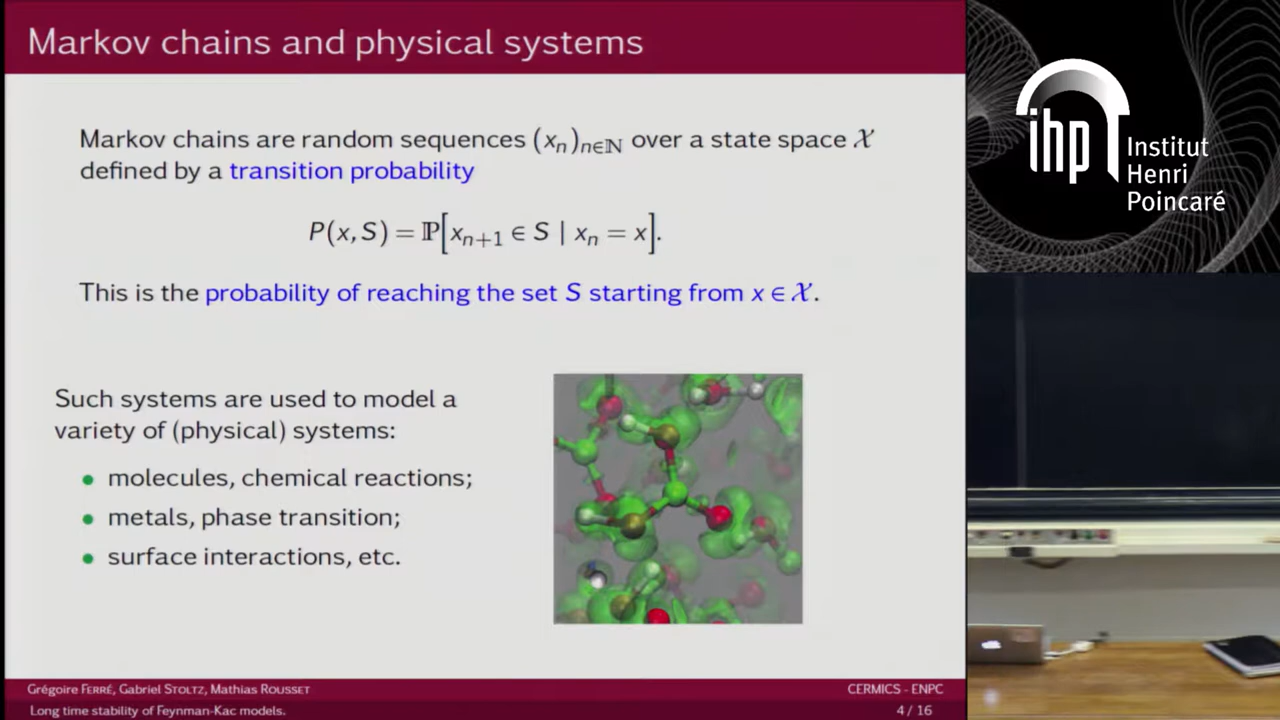 Markov chains and physical systems
Markov chains are random sequences (xₙ)ₙ∈ℕ over a state space 𝒳
defined by a transition probability
P(x, S) = ℙ[xₙ₊₁ ∈ S | xₙ = x].
This is the probability of reaching the set S starting from x ∈ 𝒳.
Such systems are used to model a
variety of (physical) systems:
• molecules, chemical reactions;
• metals, phase transition;
• surface interactions, etc.
Grégoire Ferré, Gabriel Stoltz, Mathias Rousset
CERMICS - ENPC
Long time stability of Feynman-Kac models.
4 / 16
ihp
Institut
Henri
Poincaré